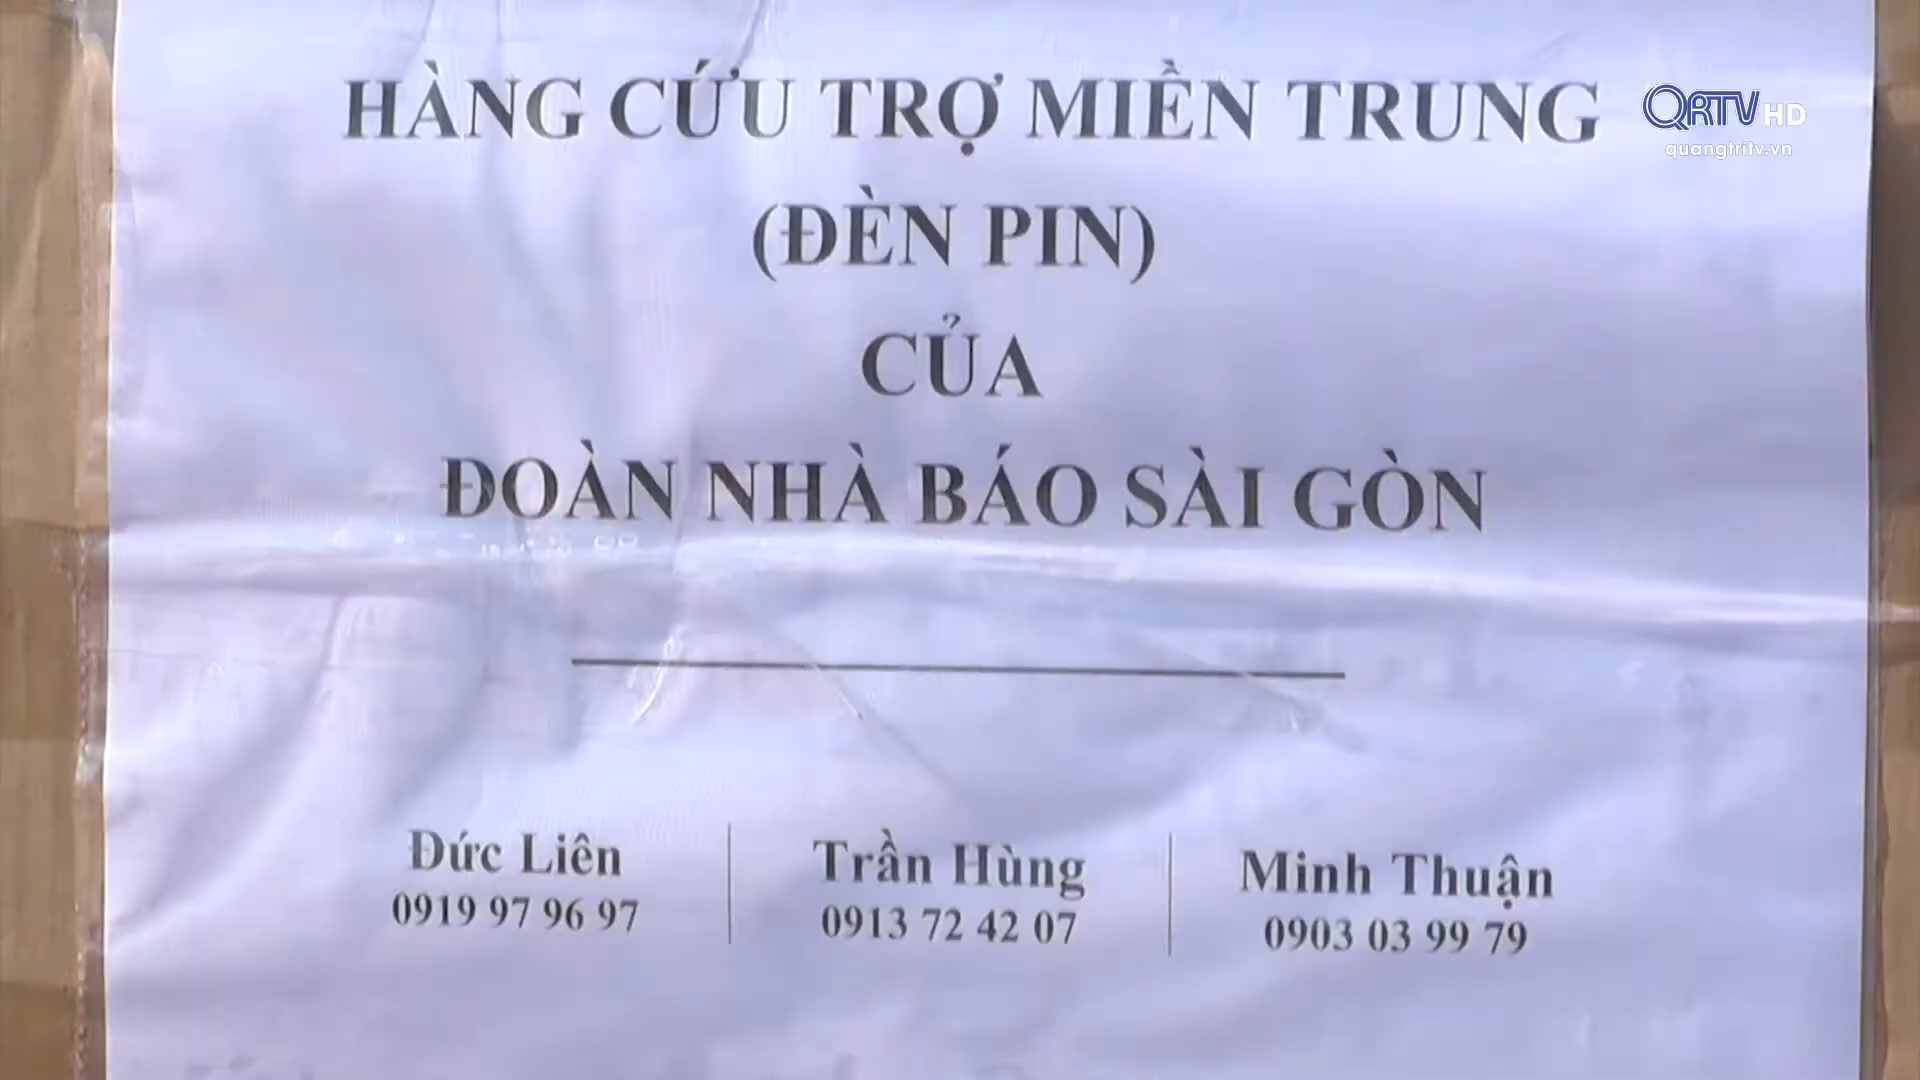 HÀNG CỨU TRỢ MIỀN TRUNG
QRTV HD
quangtritv.vn
(ĐÈN PIN)
CỦA
ĐOÀN NHÀ BÁO SÀI GÒN
Đức Liên
0919 97 96 97
Trần Hùng
0913 72 42 07
Minh Thuận
0903 03 99 79